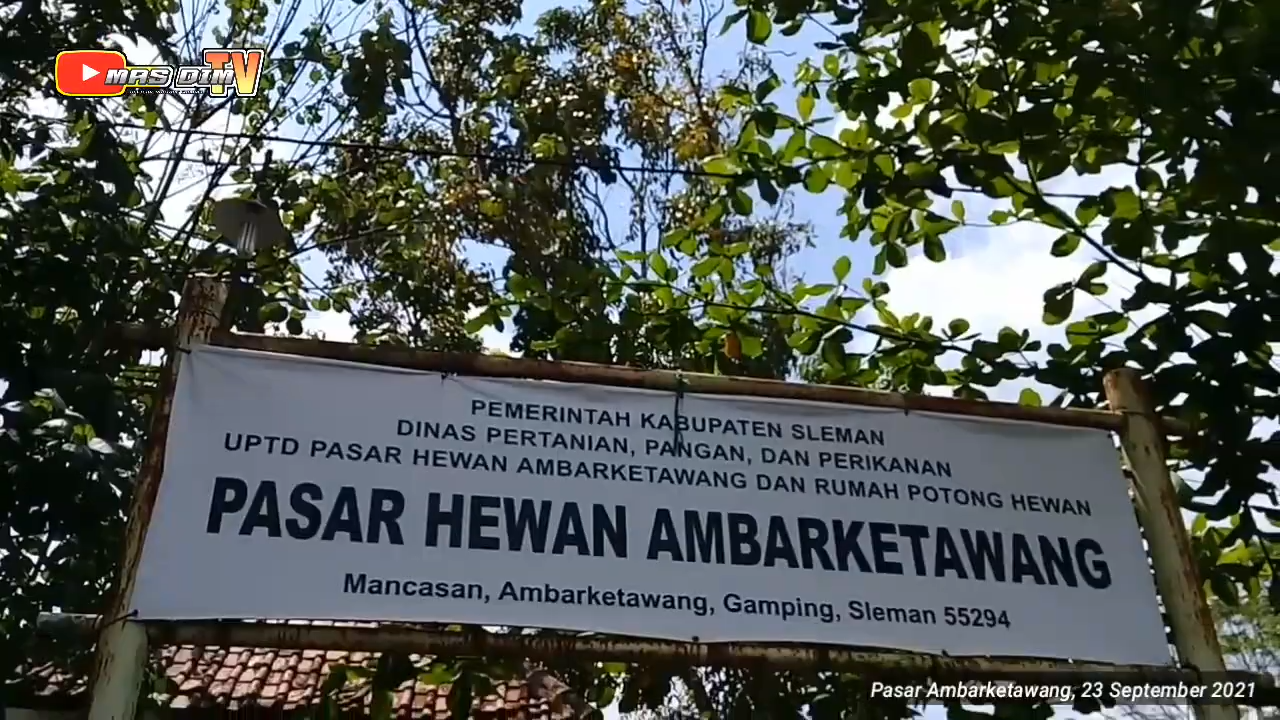 MAS DIM TV
PEMERINTAH KABUPATEN SLEMAN
DINAS PERTANIAN, PANGAN, DAN PERIKANAN
UPTD PASAR HEWAN AMBARKETAWANG DAN RUMAH POTONG HEWAN
PASAR HEWAN AMBARKETAWANG
Mancasan, Ambarketawang, Gamping, Sleman 55294
Pasar Ambarketawang, 23 September 2021